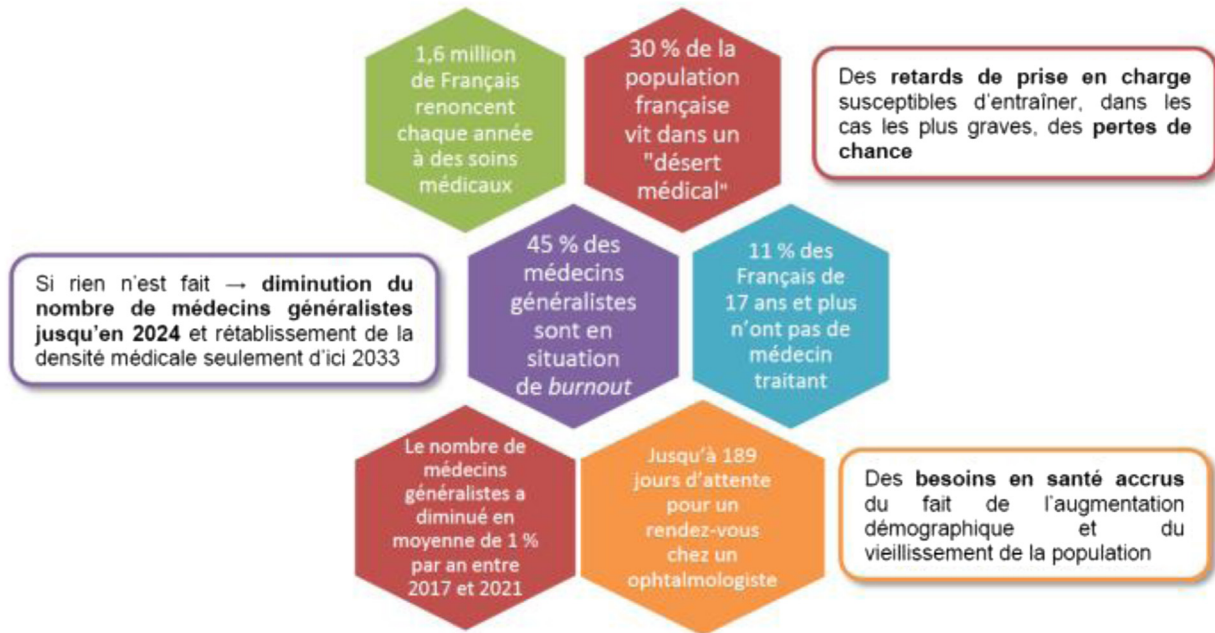 1,6 million
de Français
renoncent
chaque année
à des soins
médicaux
30 % de la
population
française
vit dans un
"désert
médical"
Des retards de prise en charge
susceptibles d'entraîner, dans les
cas les plus graves, des pertes de
chance
Si rien n'est fait → diminution du
nombre de médecins généralistes
jusqu'en 2024 et rétablissement de la
densité médicale seulement d'ici 2033
45 % des
médecins
généralistes
sont en
situation
de burnout
11 % des
Français de
17 ans et plus
n'ont pas de
médecin
traitant
Le nombre de
médecins
généralistes a
diminué en
moyenne de 1 %
par an entre
2017 et 2021
Jusqu'à 189
jours d'attente
pour un
rendez-vous
chez un
ophtalmologiste
Des besoins en santé accrus
du fait de l'augmentation
démographique et du
vieillissement de la population